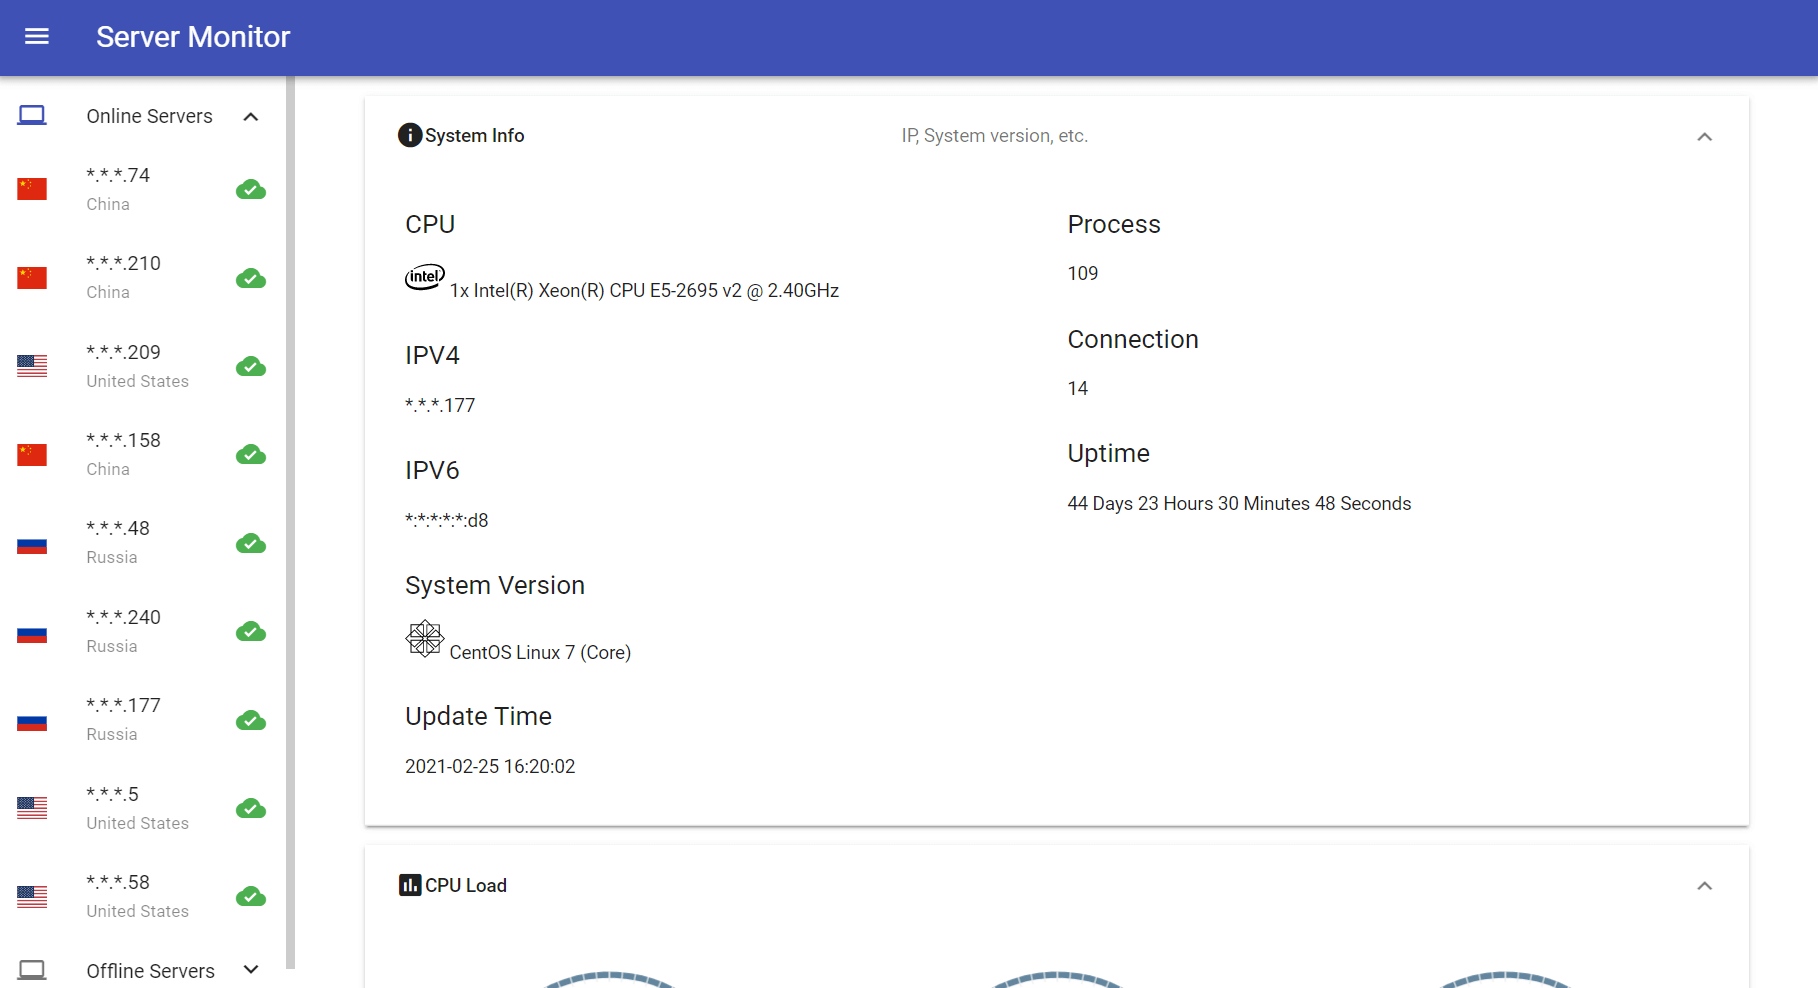 Server Monitor
Online Servers
*.*.*.74
China
*.*.*.210
China
*.*.*.209
United States
*.*.*.158
China
*.*.*.48
Russia
*.*.*.240
Russia
*.*.*.177
Russia
*.*.*.5
United States
*.*.*.58
United States
Offline Servers
System Info
IP, System version, etc.
CPU
intel
1x Intel(R) Xeon(R) CPU E5-2695 v2 @ 2.40GHz
IPV4
*.*.*.177
IPV6
*:*:*:*:*:d8
System Version
CentOS Linux 7 (Core)
Update Time
2021-02-25 16:20:02
Process
109
Connection
14
Uptime
44 Days 23 Hours 30 Minutes 48 Seconds
CPU Load